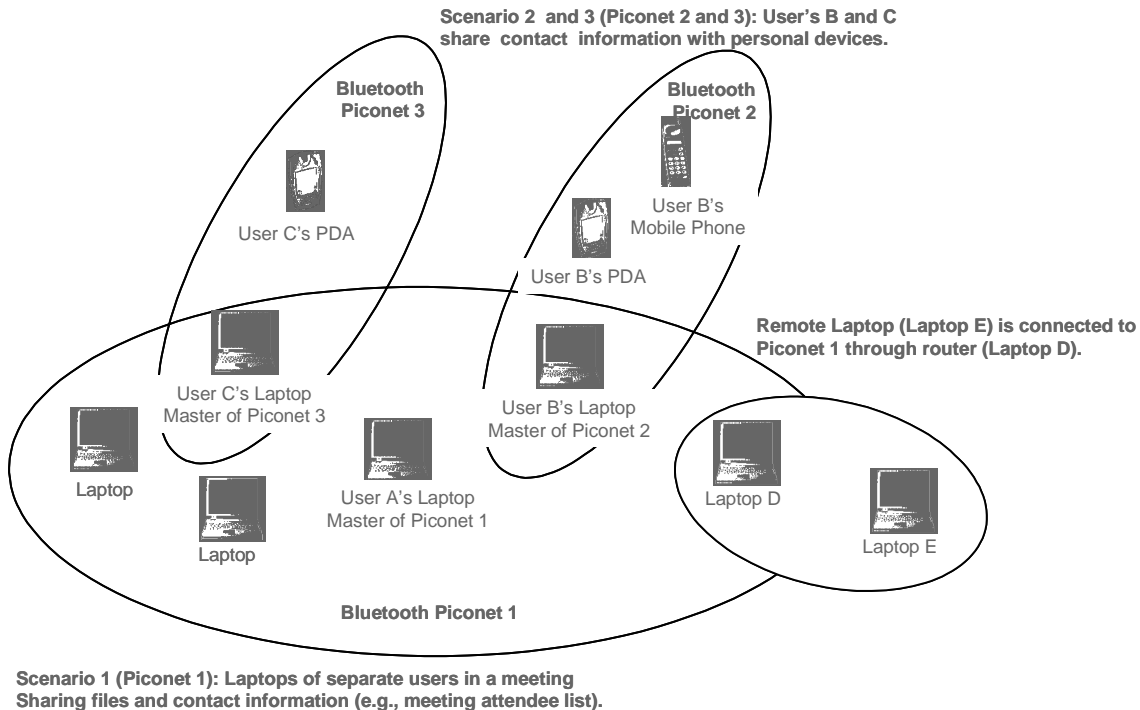 Scenario 2 and 3 (Piconet 2 and 3): User's B and C
share contact information with personal devices.
Bluetooth
Piconet 3
Bluetooth
Piconet 2
User C's PDA
User B's
Mobile Phone
User B's PDA
Remote Laptop (Laptop E) is connected to
Piconet 1 through router (Laptop D).
User C's Laptop
Master of Piconet 3
User B's Laptop
Master of Piconet 2
Laptop
User A's Laptop
Master of Piconet 1
Laptop D
Laptop
Laptop E
Bluetooth Piconet 1
Scenario 1 (Piconet 1): Laptops of separate users in a meeting
Sharing files and contact information (e.g., meeting attendee list).